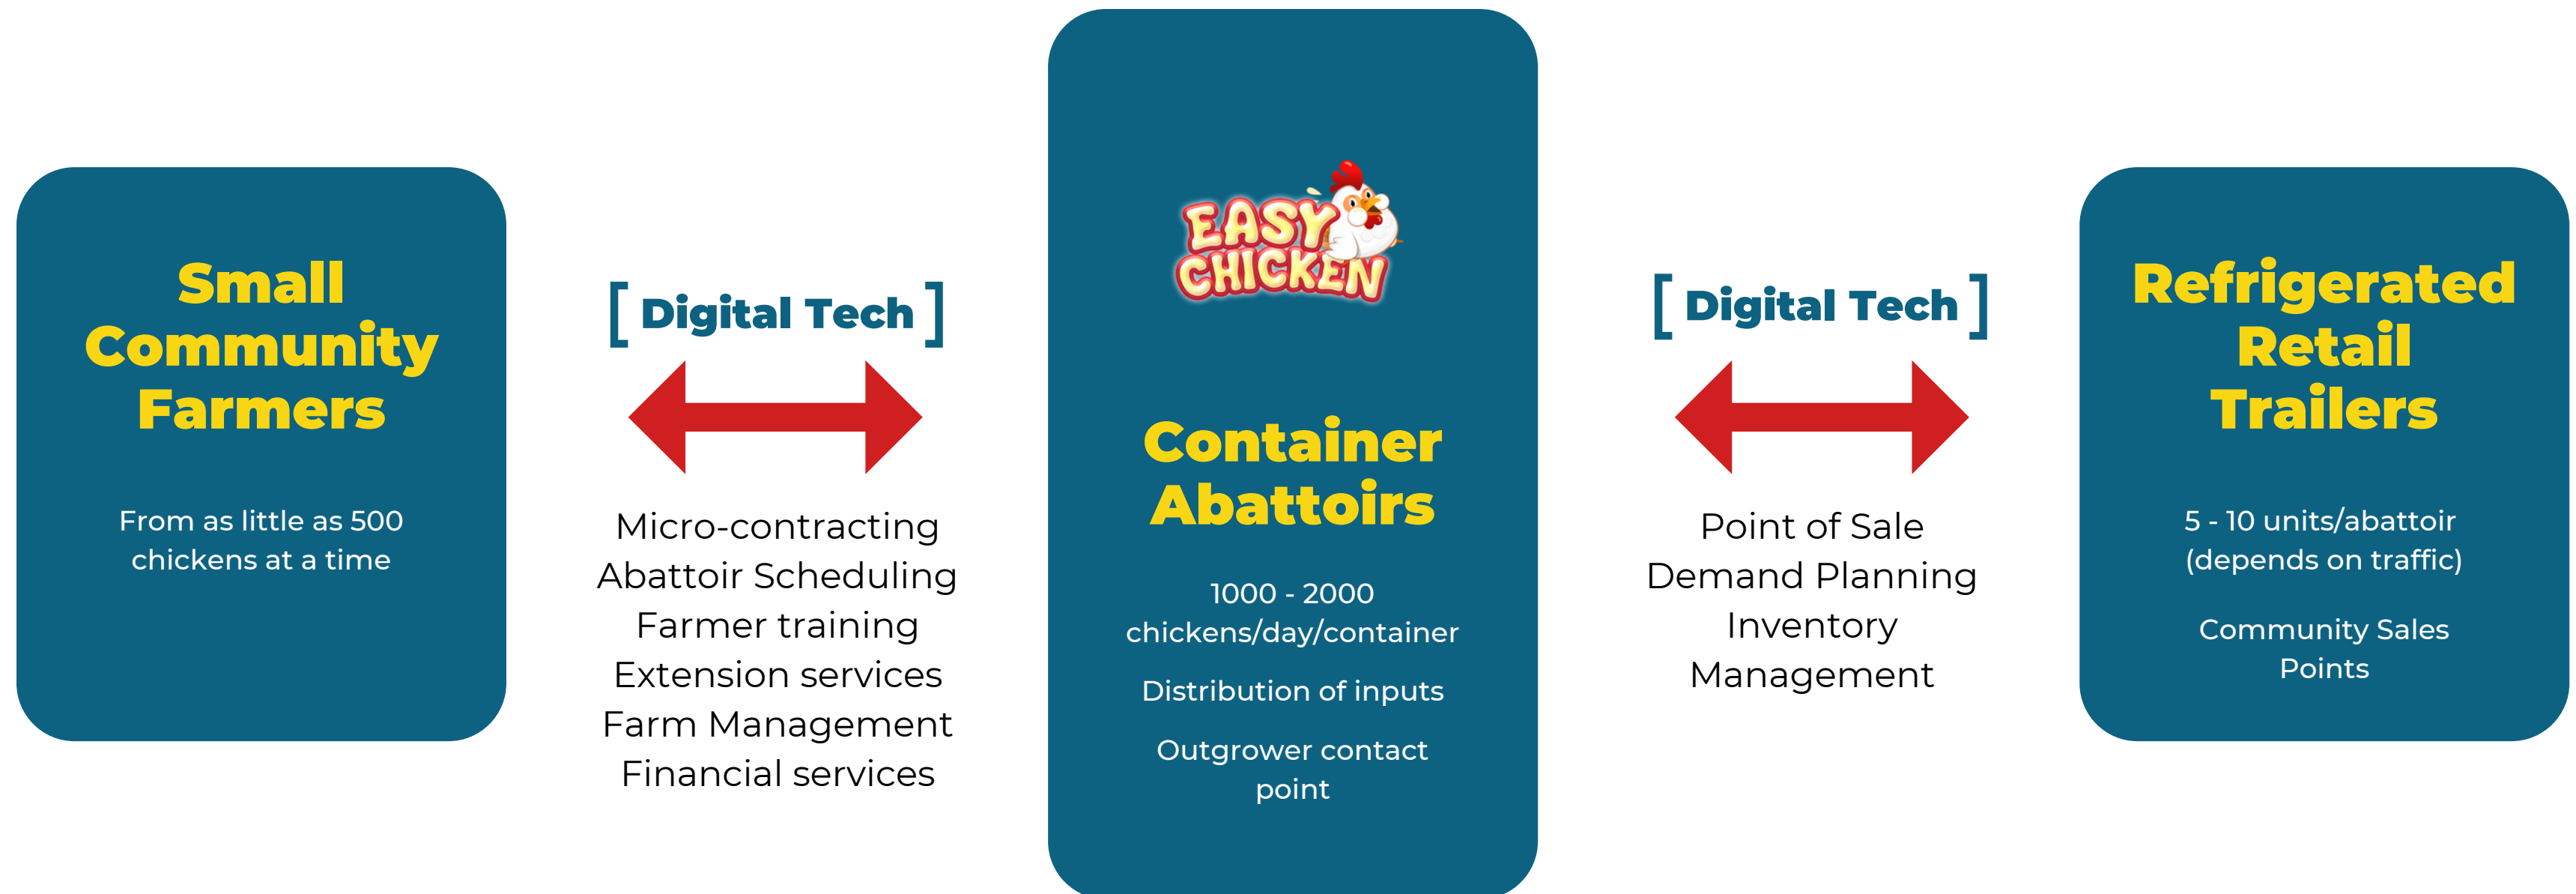 Small
Community
Farmers
From as little as 500
chickens at a time
[ Digital Tech ]
Micro-contracting
Abattoir Scheduling
Farmer training
Extension services
Farm Management
Financial services
EASY
CHICKEN
Container
Abattoirs
1000 - 2000
chickens/day/container
Distribution of inputs
Outgrower contact
point
[ Digital Tech ]
Point of Sale
Demand Planning
Inventory
Management
Refrigerated
Retail
Trailers
5 - 10 units/abattoir
(depends on traffic)
Community Sales
Points